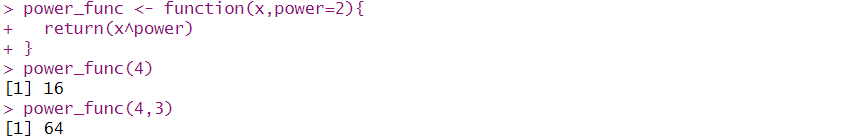 > power_func <- function(x,power=2){
+   return(x^power)
+ }
> power_func(4)
[1] 16
> power_func(4,3)
[1] 64